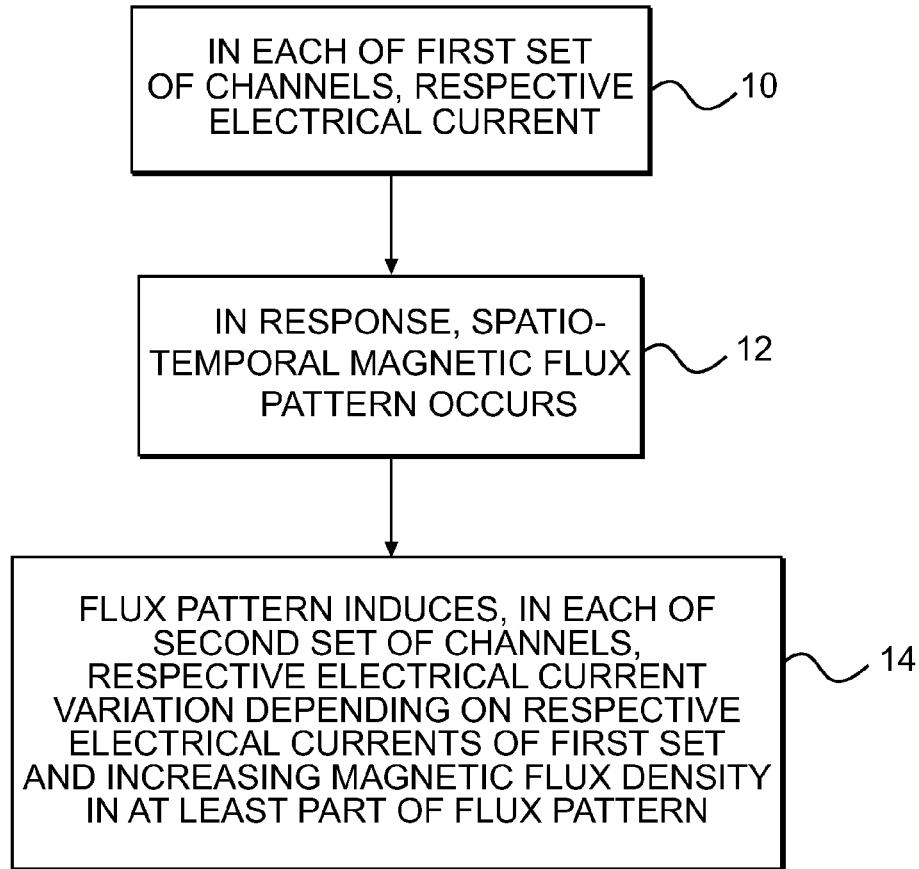 IN EACH OF FIRST SET
OF CHANNELS, RESPECTIVE
ELECTRICAL CURRENT
10
IN RESPONSE, SPATIO-
TEMPORAL MAGNETIC FLUX
PATTERN OCCURS
12
FLUX PATTERN INDUCES, IN EACH OF
SECOND SET OF CHANNELS,
RESPECTIVE ELECTRICAL CURRENT
VARIATION DEPENDING ON RESPECTIVE
ELECTRICAL CURRENTS OF FIRST SET
AND INCREASING MAGNETIC FLUX DENSITY
IN AT LEAST PART OF FLUX PATTERN
14